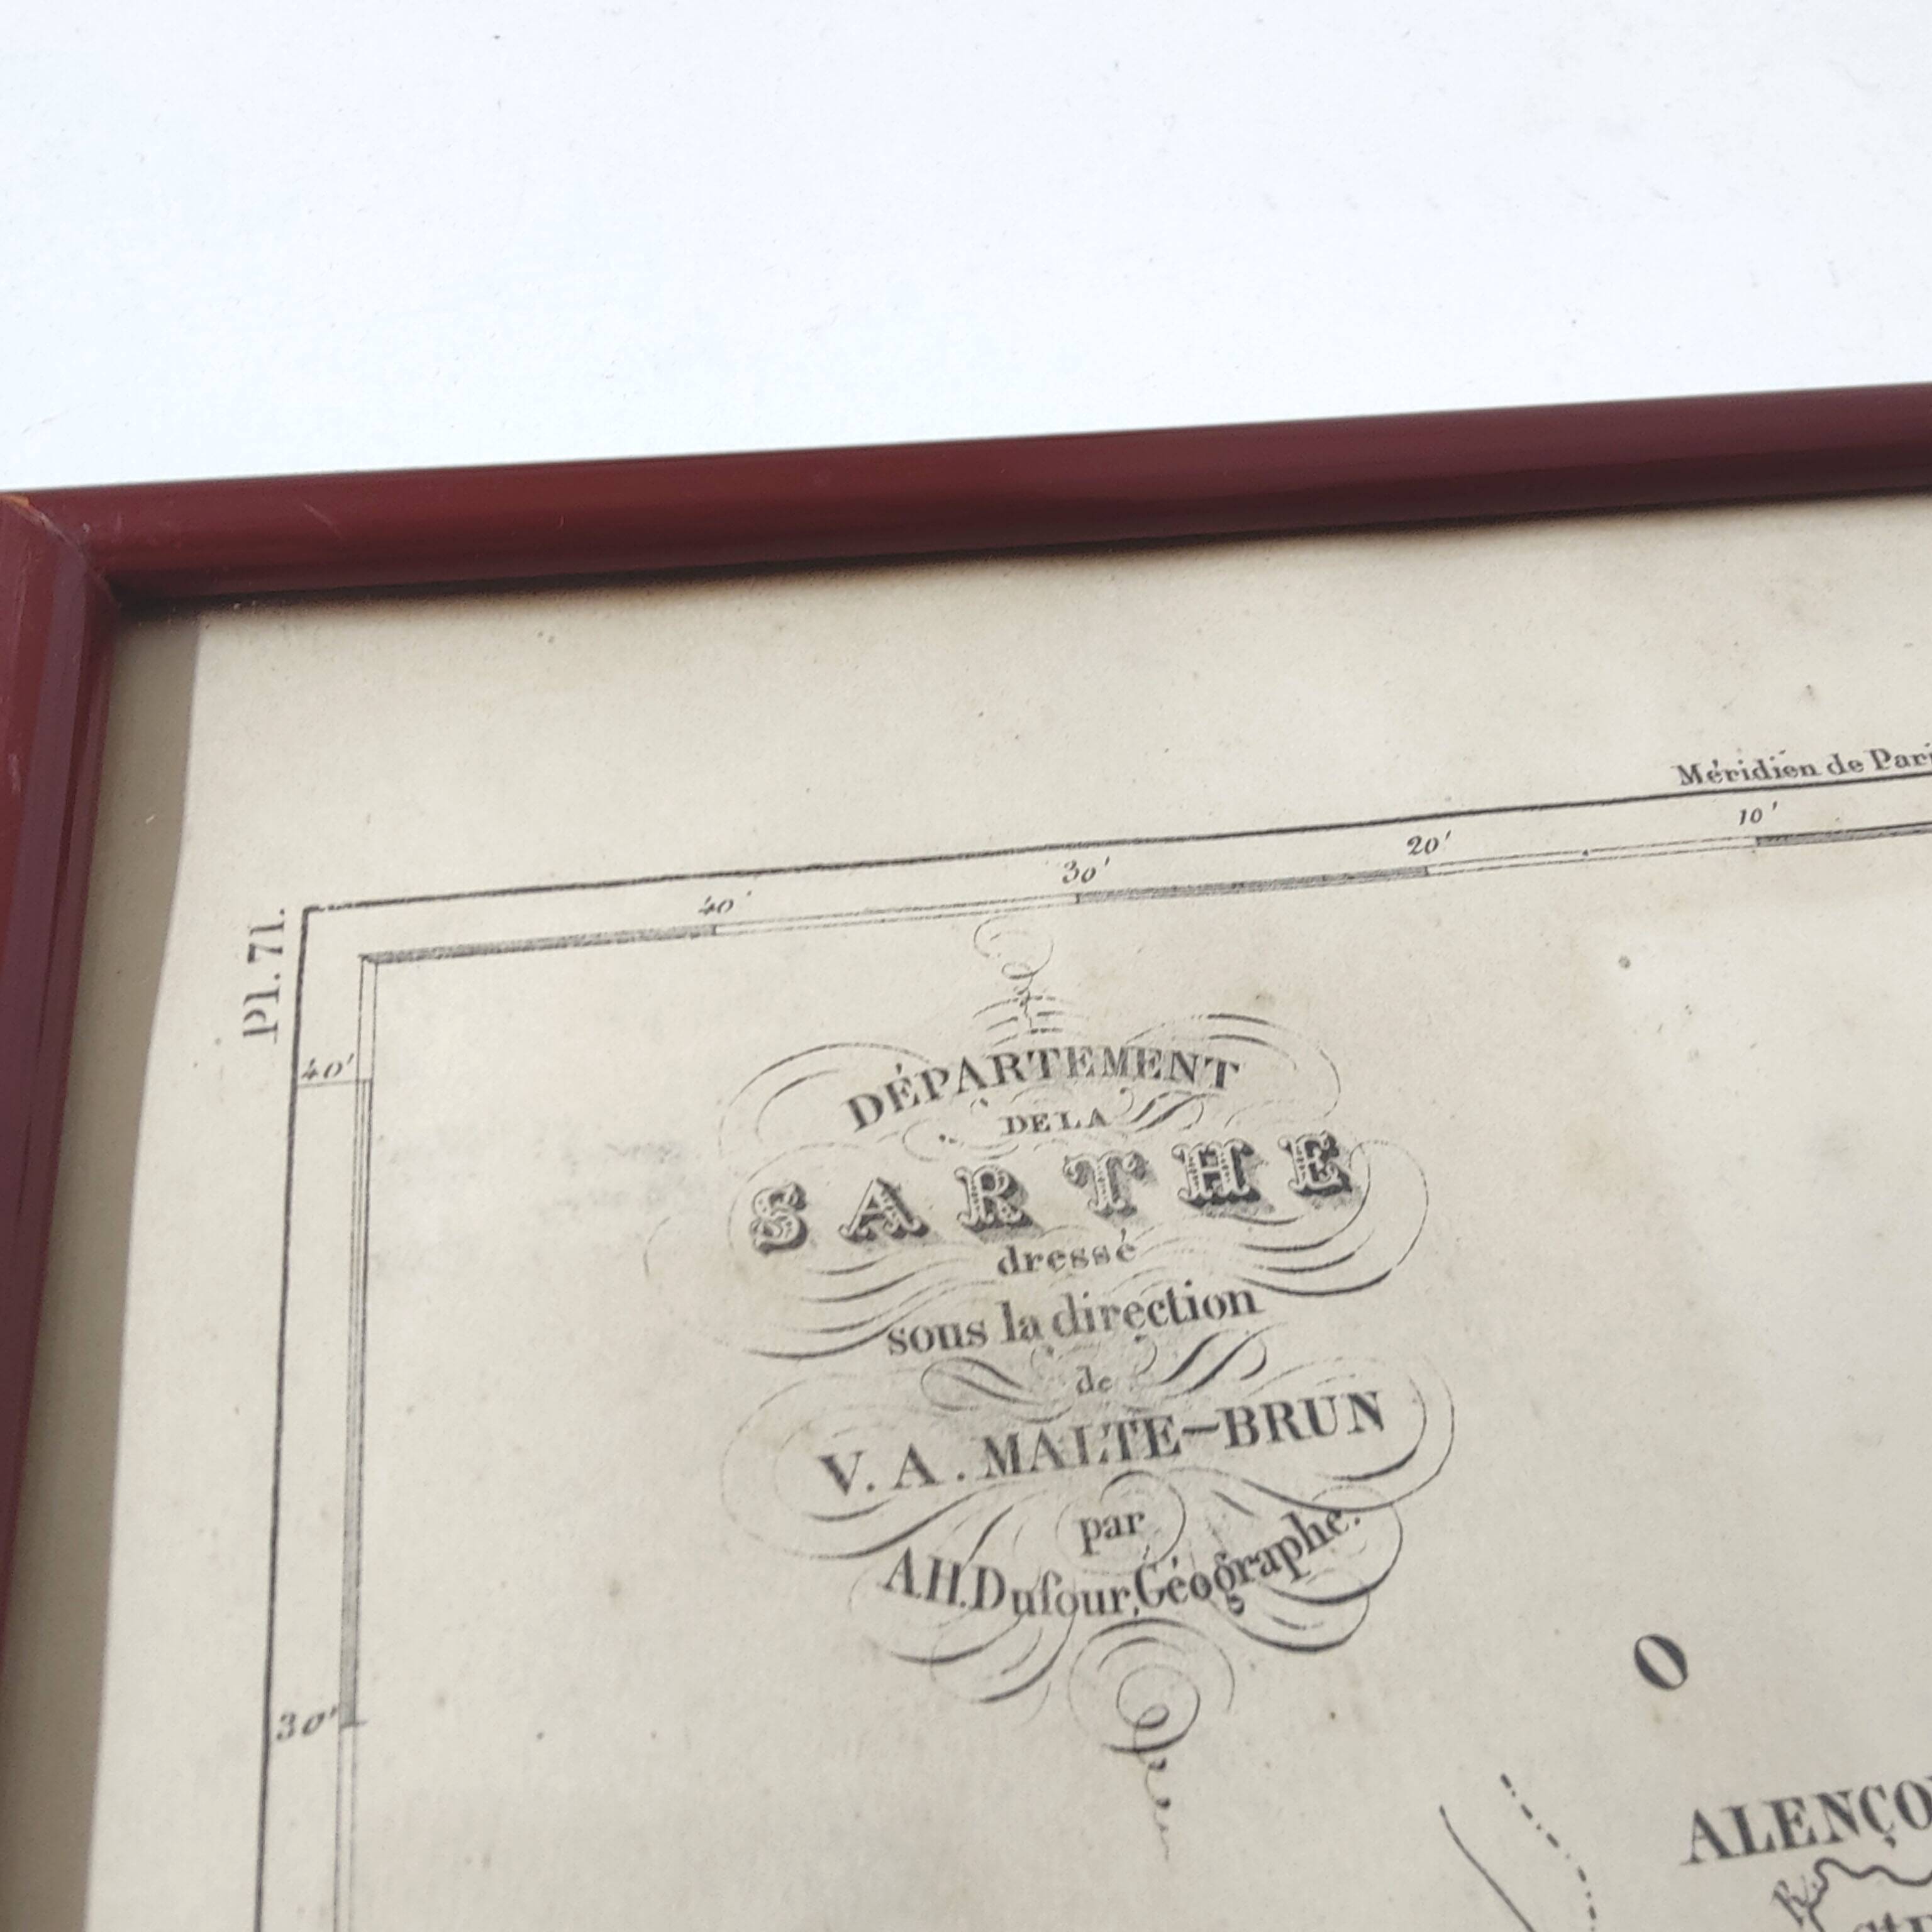 Méridien de Pari
40' 30' 20' 10'
Pl. 71.
40'
DÉPARTEMENT
DE LA
SARTHE
dressé
sous la direction
de
V. A. MALTE-BRUN
par
A.H. Dufour, Géographe.
O
30'
ALENÇO
R.